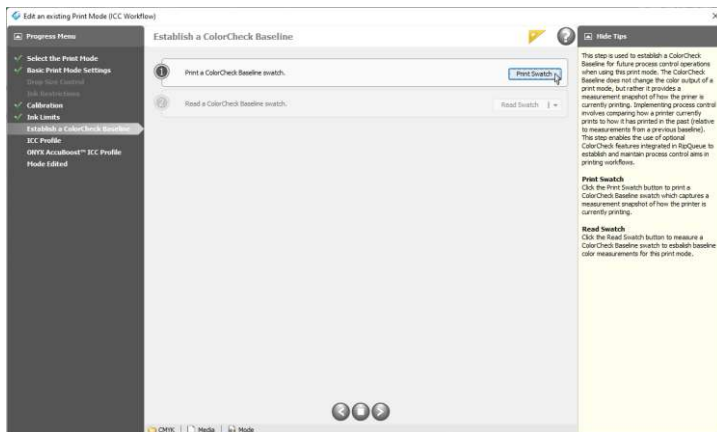 Edit an existing Print Mode (ICC Workflow)
Progress Menu
Select the Print Mode
Basic Print Mode Settings
Drop Size Control
Ink Restrictions
Calibration
Ink Limits
Establish a ColorCheck Baseline
ICC Profile
ONYX AccuBoost™ ICC Profile
Mode Edited
Establish a ColorCheck Baseline
1 Print a ColorCheck Baseline swatch. Print Swatch
2 Read a ColorCheck Baseline swatch. Read Swatch
CMYK | Media | Mode
Hide Tips
This step is used to establish a ColorCheck
Baseline for future process control operations
when using this print mode. The ColorCheck
Baseline does not change the color output of a
print mode, but rather it provides a
measurement snapshot of how the priner is
currently printing. Implementing process control
involves comparing how a printer currently
prints to how it has printed in the past (relative
to measurements from a previous baseline).
This step enables the use of optional
ColorCheck features integrated in RipQueue to
establish and maintain process control aims in
printing workflows.
Print Swatch
Click the Print Swatch button to print a
ColorCheck Baseline swatch which captures a
measurement snapshot of how the printer is
currently printing.
Read Swatch
Click the Read Swatch button to measure a
ColorCheck Baseline swatch to esbalish baseline
color measurements for this print mode.